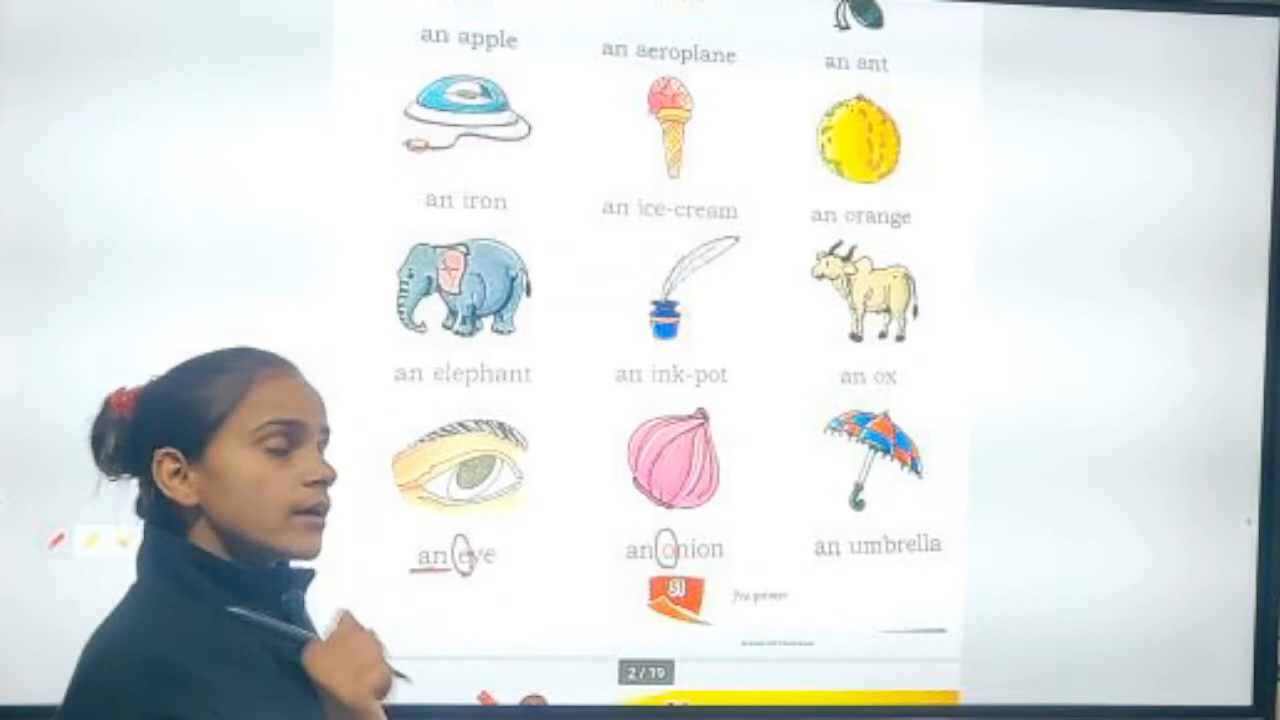 an apple
an aeroplane
an ant
an iron
an ice-cream
an orange
an elephant
an ink-pot
an ox
an eye
an onion
an umbrella
51
2 / 19